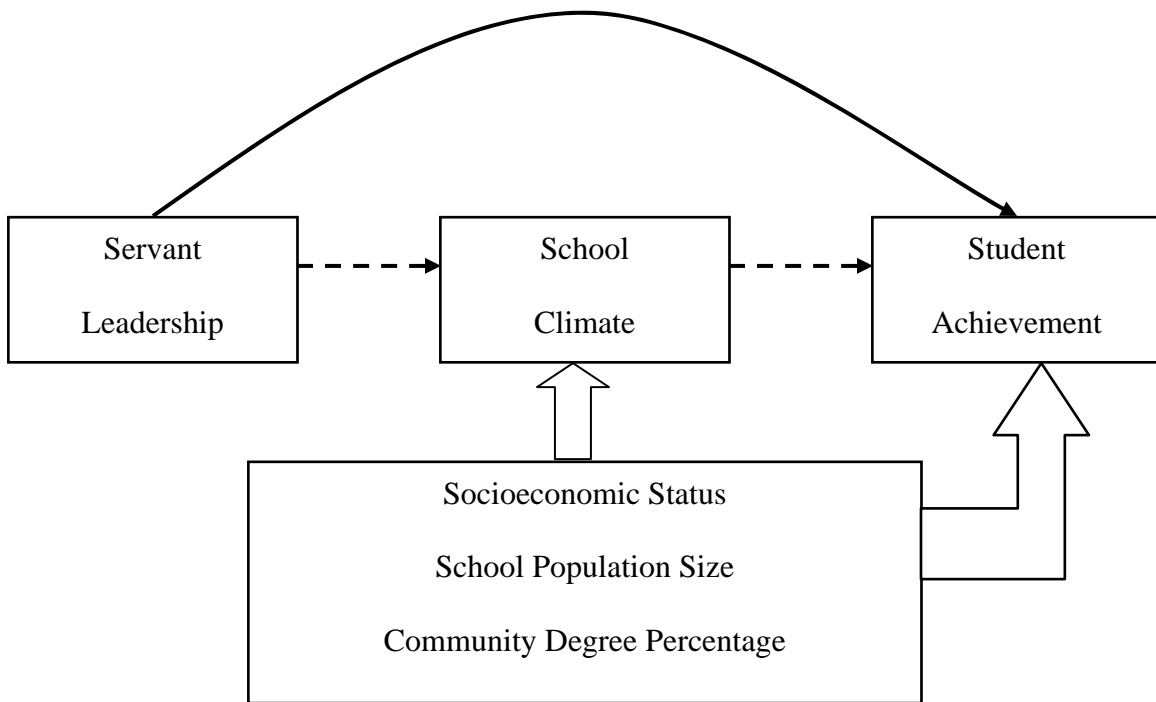 Servant
Leadership
School
Climate
Student
Achievement
Socioeconomic Status
School Population Size
Community Degree Percentage